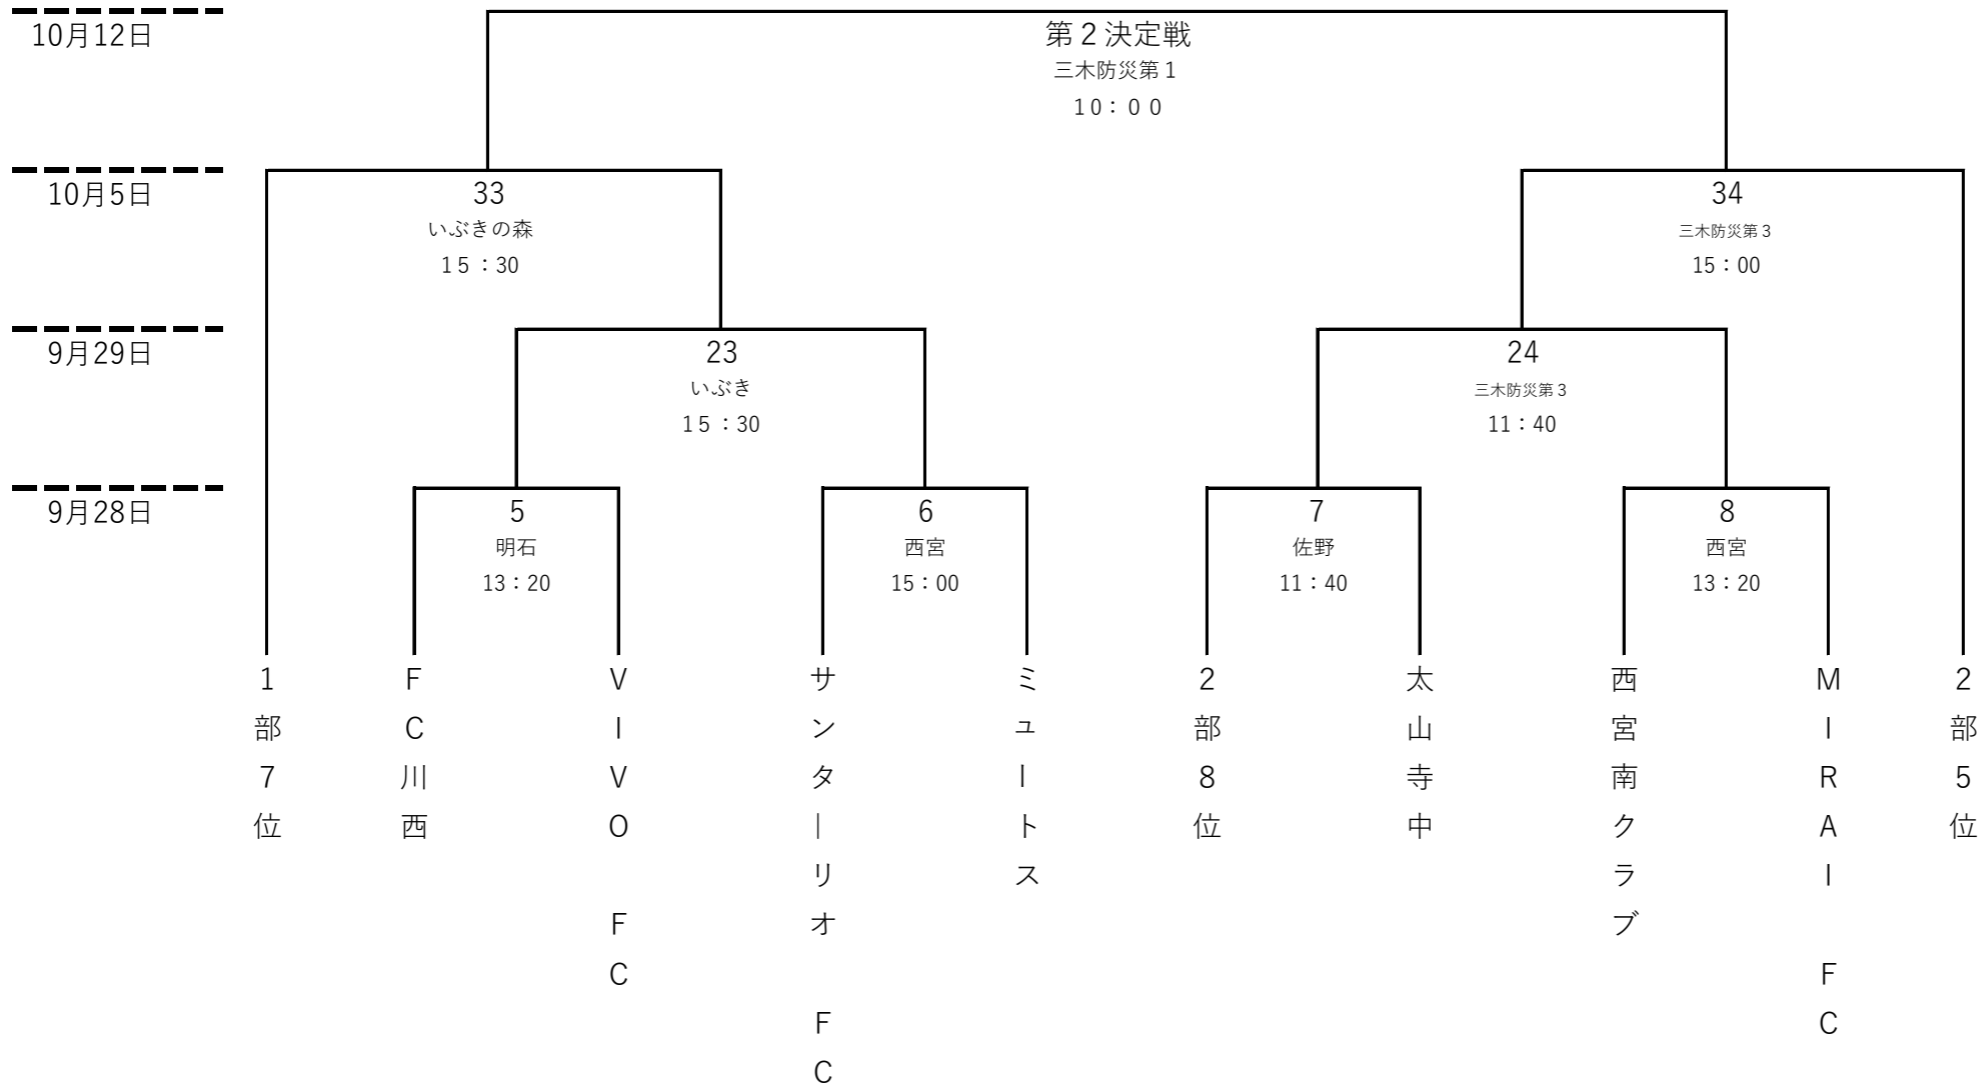 10月12日
第２決定戦
三木防災第１
10：００
10月5日
33
いぶきの森
15：30
34
三木防災第３
15：00
9月29日
23
いぶき
15：30
24
三木防災第３
11：40
9月28日
5
明石
13：20
6
西宮
15：00
7
佐野
11：40
8
西宮
13：20
1部7位
FC川西
VIVO FC
サンターリオ FC
ミュートス
2部8位
太山寺中
西宮南クラブ
MIRAI FC
2部5位